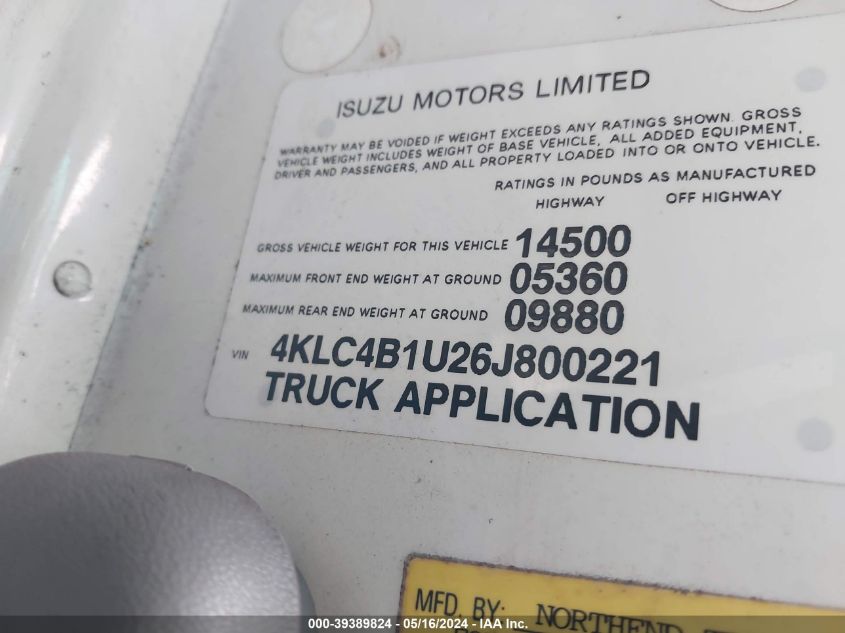 ISUZU MOTORS LIMITED
WARRANTY MAY BE VOIDED IF WEIGHT EXCEEDS ANY RATINGS SHOWN. GROSS
VEHICLE WEIGHT INCLUDES WEIGHT OF BASE VEHICLE, ALL ADDED EQUIPMENT,
DRIVER AND PASSENGERS, AND ALL PROPERTY LOADED INTO OR ONTO VEHICLE.
RATINGS IN POUNDS AS MANUFACTURED
HIGHWAY OFF HIGHWAY
GROSS VEHICLE WEIGHT FOR THIS VEHICLE 14500
MAXIMUM FRONT END WEIGHT AT GROUND 05360
MAXIMUM REAR END WEIGHT AT GROUND 09880
VIN 4KLC4B1U26J800221
TRUCK APPLICATION
MFD. BY: NORTHEND
000-39389824 - 05/16/2024 - IAA Inc.